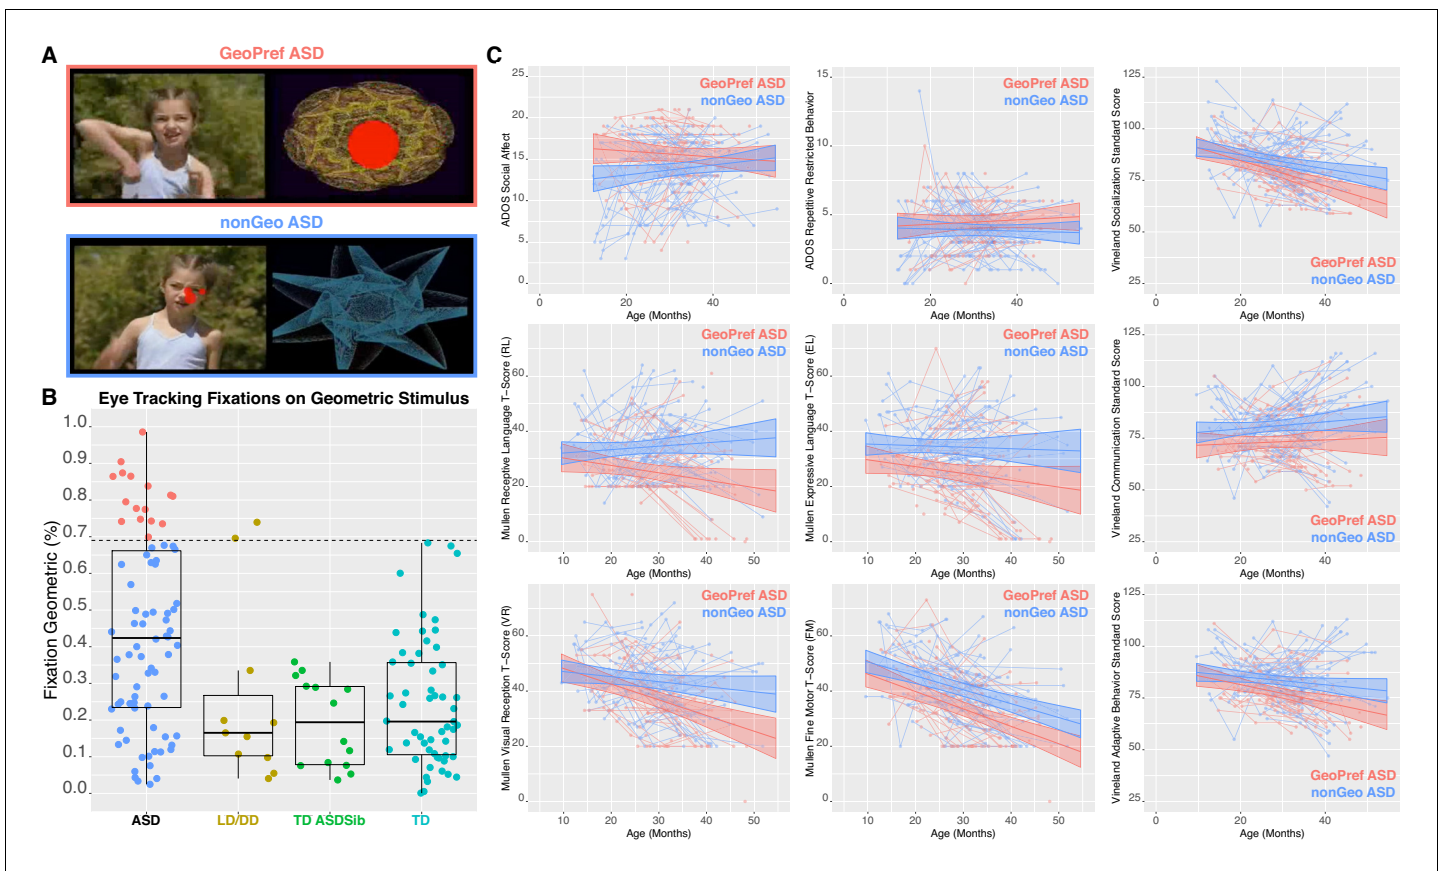 A
GeoPref ASD
nonGeo ASD
B
Eye Tracking Fixations on Geometric Stimulus
Fixation Geometric (%)
1.0
0.9
0.8
0.7
0.6
0.5
0.4
0.3
0.2
0.1
0.0
ASD
LD/DD
TD ASDSib
TD
C
ADOS Social Affect
25
20
15
10
5
0
GeoPref ASD
nonGeo ASD
0
20
40
Age (Months)
ADOS Repetitive Restricted Behavior
15
10
5
0
GeoPref ASD
nonGeo ASD
0
20
40
Age (Months)
Vineland Socialization Standard Score
125
100
75
50
25
GeoPref ASD
nonGeo ASD
0
20
40
Age (Months)
Mullen Receptive Language T−Score (RL)
60
40
20
0
GeoPref ASD
nonGeo ASD
10
20
30
40
50
Age (Months)
Mullen Expressive Language T−Score (EL)
60
40
20
0
GeoPref ASD
nonGeo ASD
10
20
30
40
50
Age (Months)
Vineland Communication Standard Score
125
100
75
50
25
GeoPref ASD
nonGeo ASD
0
20
40
Age (Months)
Mullen Visual Reception T−Score (VR)
60
40
20
0
GeoPref ASD
nonGeo ASD
10
20
30
40
50
Age (Months)
Mullen Fine Motor T−Score (FM)
60
40
20
0
GeoPref ASD
nonGeo ASD
10
20
30
40
50
Age (Months)
Vineland Adaptive Behavior Standard Score
125
100
75
50
25
GeoPref ASD
nonGeo ASD
0
20
40
Age (Months)